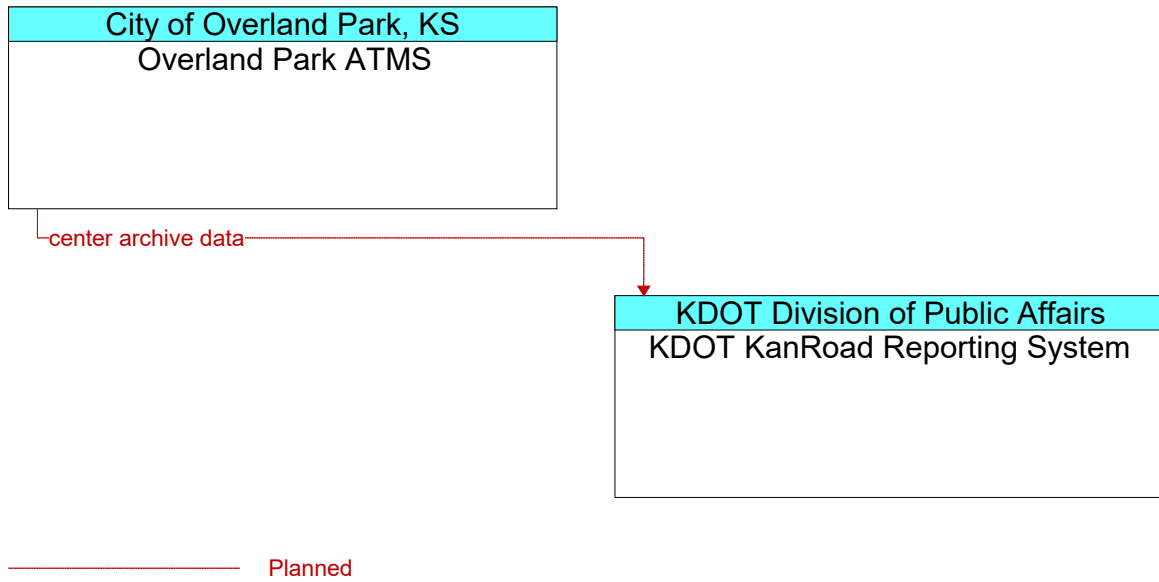 City of Overland Park, KS
Overland Park ATMS
center archive data
KDOT Division of Public Affairs
KDOT KanRoad Reporting System
Planned